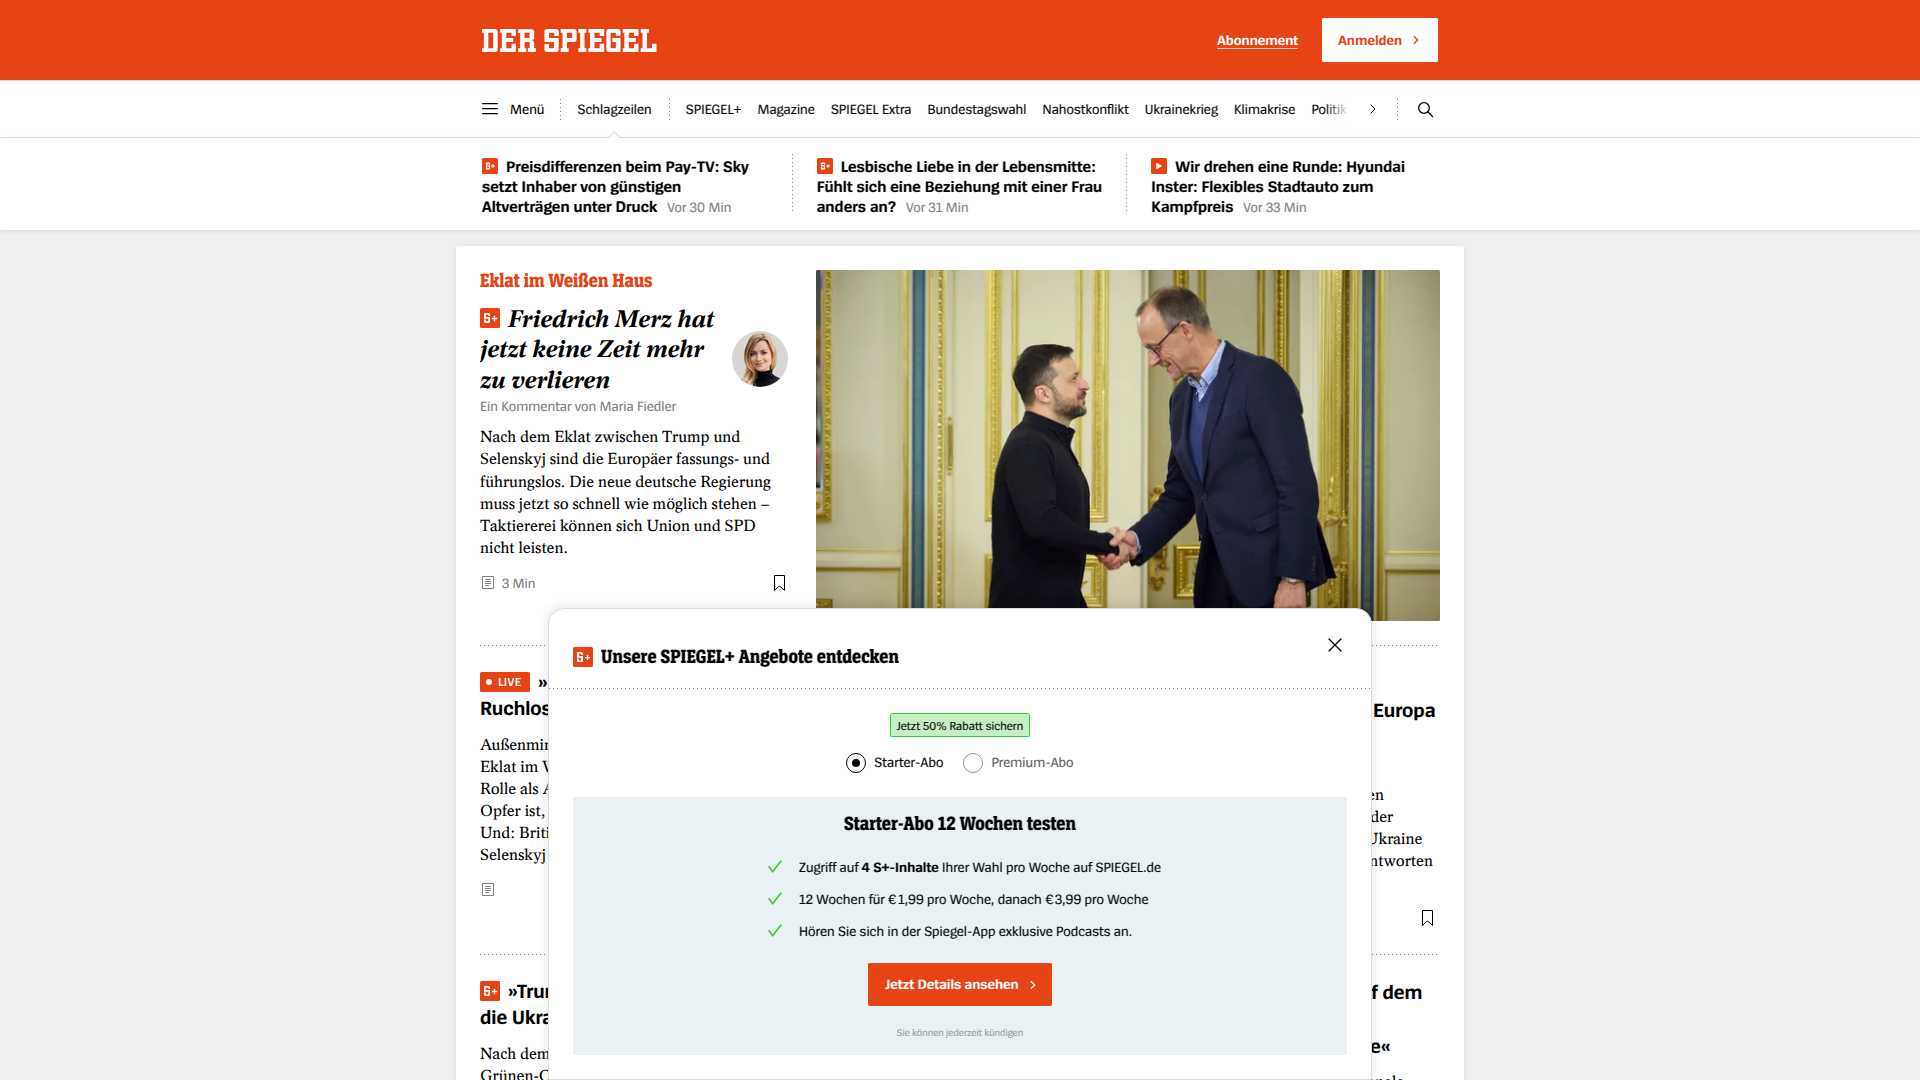 DER SPIEGEL
Abonnement
Anmelden
Menü
Schlagzeilen
SPIEGEL+
Magazine
SPIEGEL Extra
Bundestagswahl
Nahostkonflikt
Ukrainekrieg
Klimakrise
Politik
Preisdifferenzen beim Pay-TV: Sky
setzt Inhaber von günstigen
Altverträgen unter Druck Vor 30 Min
Lesbische Liebe in der Lebensmitte:
Fühlt sich eine Beziehung mit einer Frau
anders an? Vor 31 Min
Wir drehen eine Runde: Hyundai
Inster: Flexibles Stadtauto zum
Kampfpreis Vor 33 Min
Eklat im Weißen Haus
S+ Friedrich Merz hat
jetzt keine Zeit mehr
zu verlieren
Ein Kommentar von Maria Fiedler
Nach dem Eklat zwischen Trump und
Selenskyj sind die Europäer fassungs- und
führungslos. Die neue deutsche Regierung
muss jetzt so schnell wie möglich stehen –
Taktiererei können sich Union und SPD
nicht leisten.
3 Min
LIVE »
Ruchlos
Außenmin
Eklat im
Rolle als
Opfer ist,
Und: Briti
Selenskyj
S+ »Tru
die Ukra
Nach dem
Grünen-C
S+ Unsere SPIEGEL+ Angebote entdecken
Jetzt 50% Rabatt sichern
Starter-Abo
Premium-Abo
Starter-Abo 12 Wochen testen
Zugriff auf 4 S+-Inhalte Ihrer Wahl pro Woche auf SPIEGEL.de
12 Wochen für €1,99 pro Woche, danach €3,99 pro Woche
Hören Sie sich in der Spiegel-App exklusive Podcasts an.
Jetzt Details ansehen
Sie können jederzeit kündigen
Europa
en
der
Ukraine
ntworten
f dem
e«